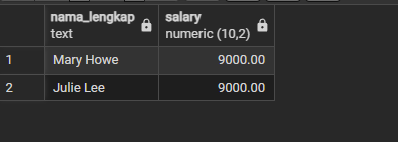 nama_lengkap salary
text numeric (10,2)
1 Mary Howe 9000.00
2 Julie Lee 9000.00